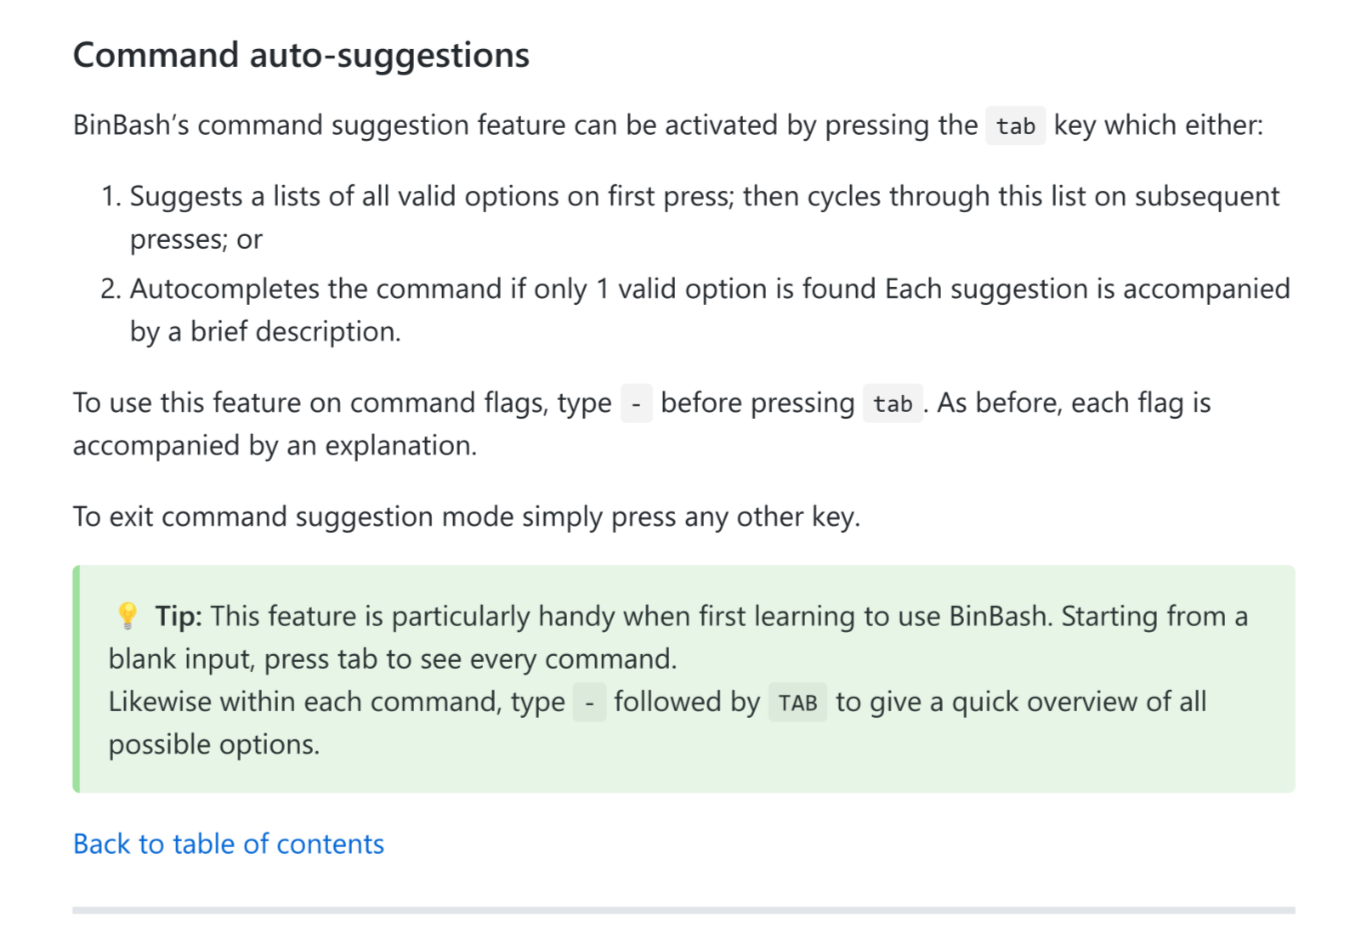 Command auto-suggestions
BinBash’s command suggestion feature can be activated by pressing the tab key which either:
1. Suggests a lists of all valid options on first press; then cycles through this list on subsequent
presses; or
2. Autocompletes the command if only 1 valid option is found Each suggestion is accompanied
by a brief description.
To use this feature on command flags, type - before pressing tab . As before, each flag is
accompanied by an explanation.
To exit command suggestion mode simply press any other key.
💡 Tip: This feature is particularly handy when first learning to use BinBash. Starting from a
blank input, press tab to see every command.
Likewise within each command, type - followed by TAB to give a quick overview of all
possible options.
Back to table of contents